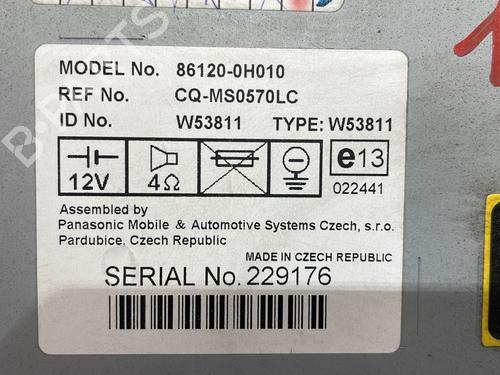 MODEL No. 86120-0H010
REF No. CQ-MS0570LC
ID No. W53811 TYPE: W53811
12V
4Ω
e13
022441
Assembled by
Panasonic Mobile & Automotive Systems Czech, s.r.o.
Pardubice, Czech Republic
MADE IN CZECH REPUBLIC
SERIAL No. 229176
B-PARTS